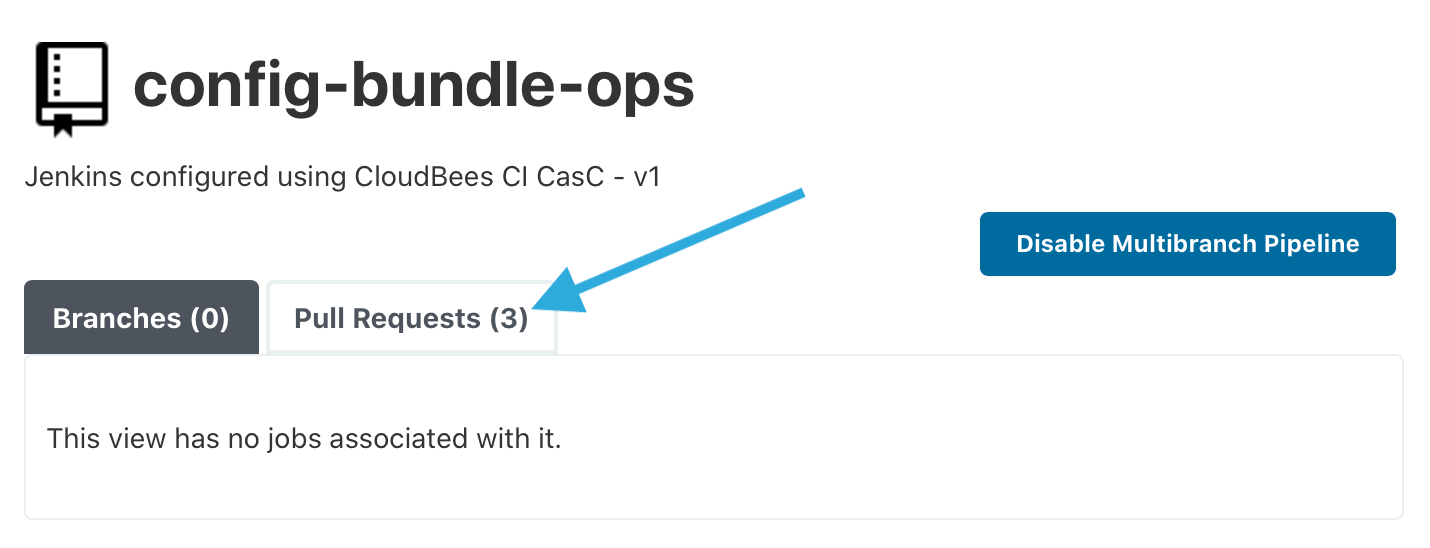 config-bundle-ops
Jenkins configured using CloudBees CI CasC - v1
Disable Multibranch Pipeline
Branches (0)
Pull Requests (3)
This view has no jobs associated with it.